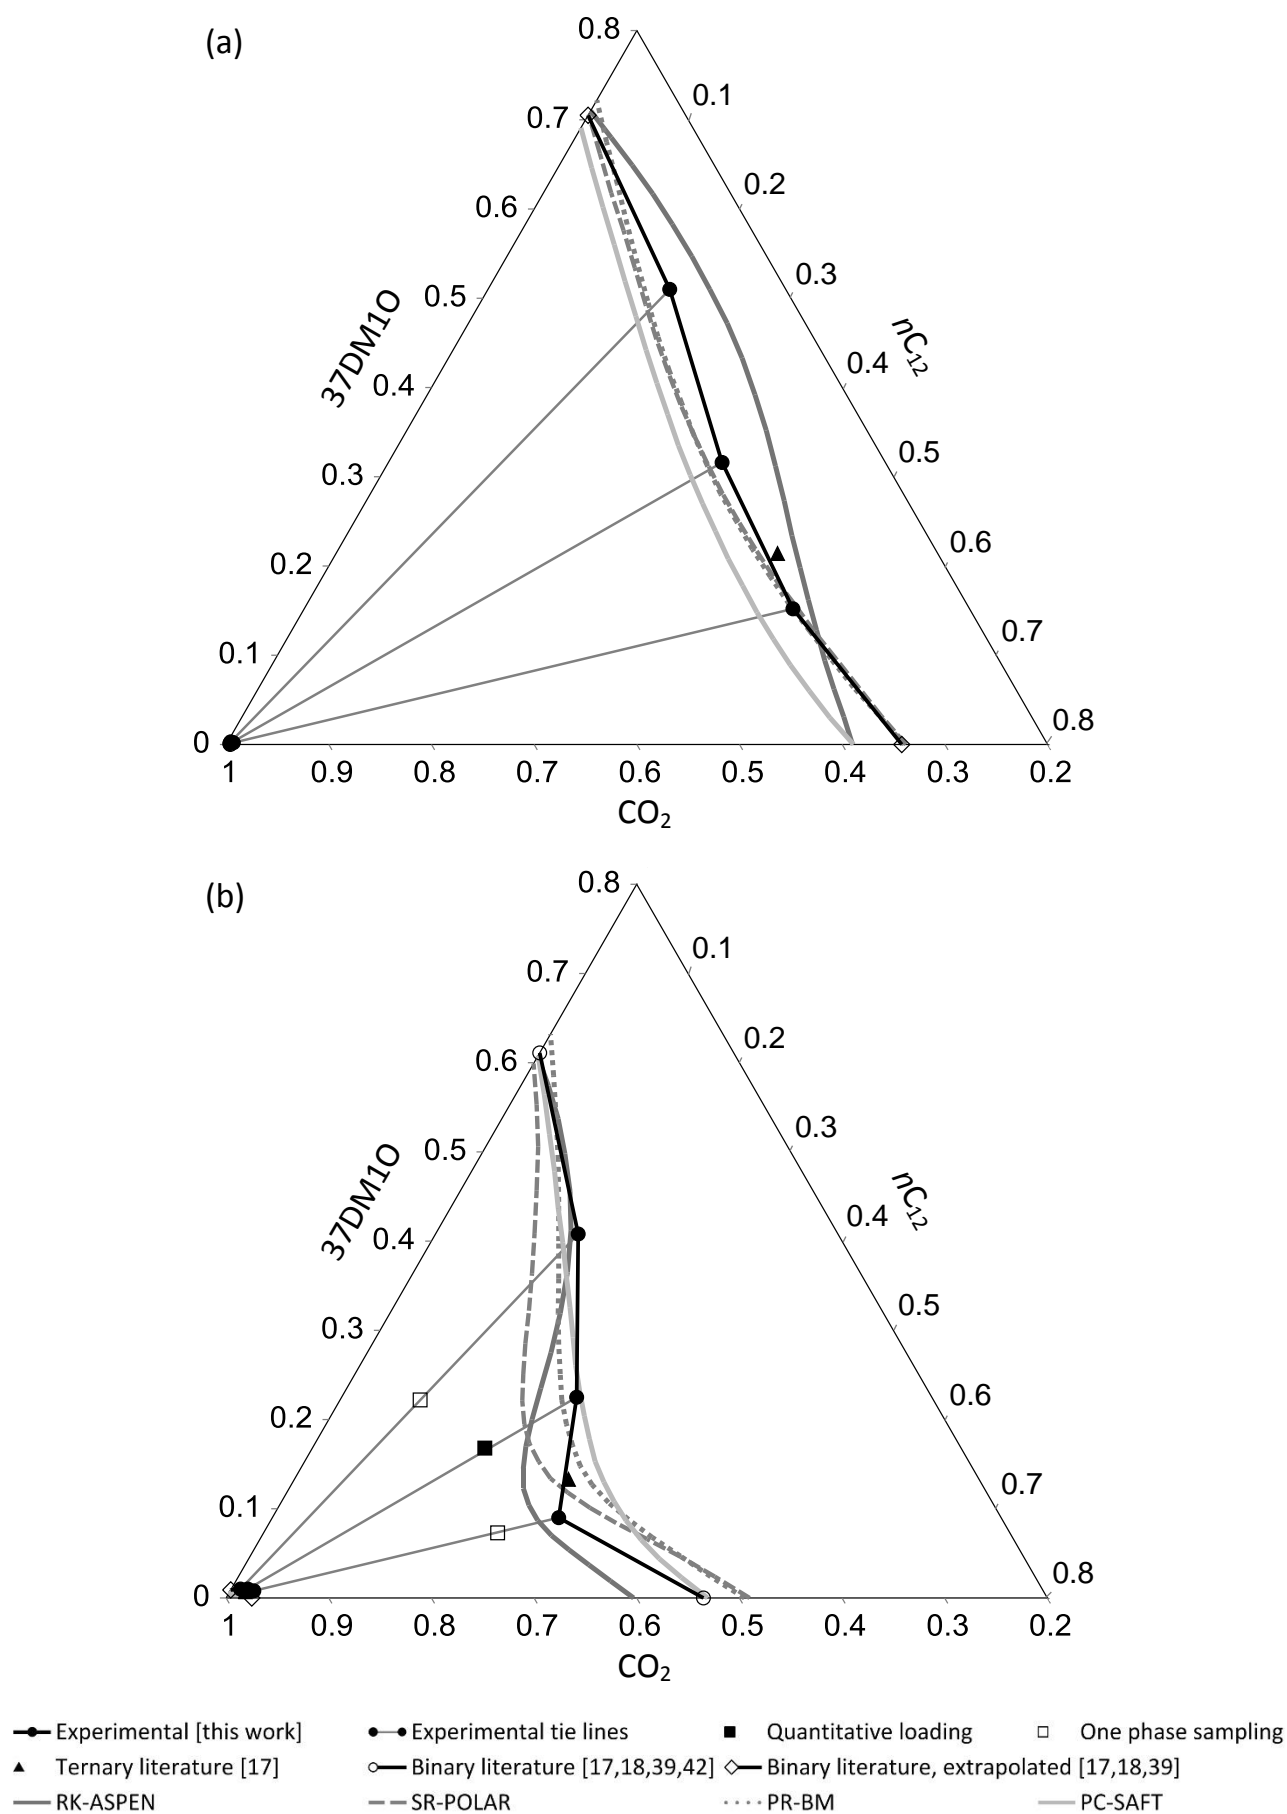 (a)
0.8
0.1
0.7
0.2
0.6
0.3
0.5
37DM1O
nC₁₂
0.4
0.4
0.3
0.5
0.2
0.6
0.1
0.7
0
0.8
1 0.9 0.8 0.7 0.6 0.5 0.4 0.3 0.2
CO₂
(b)
0.8
0.1
0.7
0.2
0.6
0.3
0.5
37DM1O
nC₁₂
0.4
0.4
0.3
0.5
0.2
0.6
0.1
0.7
0
0.8
1 0.9 0.8 0.7 0.6 0.5 0.4 0.3 0.2
CO₂
Experimental [this work] Experimental tie lines Quantitative loading One phase sampling
Ternary literature [17] Binary literature [17,18,39,42] Binary literature, extrapolated [17,18,39]
RK-ASPEN SR-POLAR PR-BM PC-SAFT